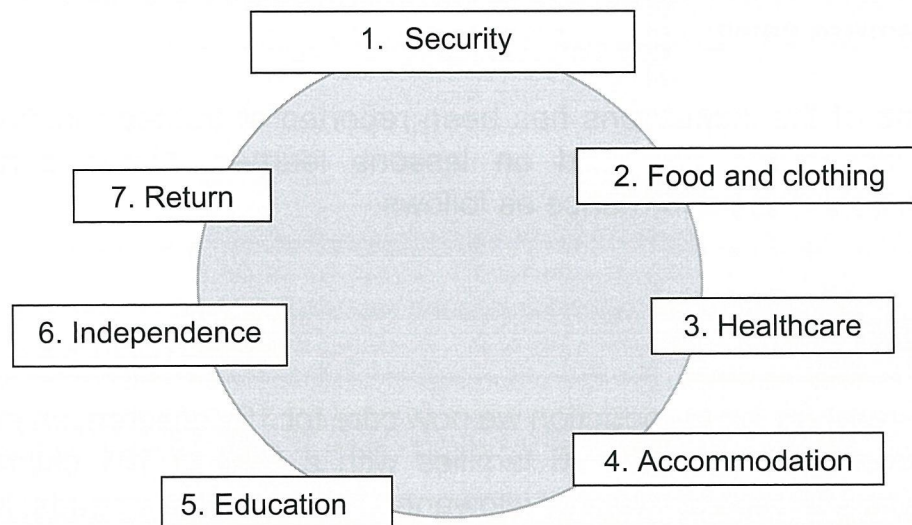 1. Security
2. Food and clothing
3. Healthcare
4. Accommodation
5. Education
6. Independence
7. Return